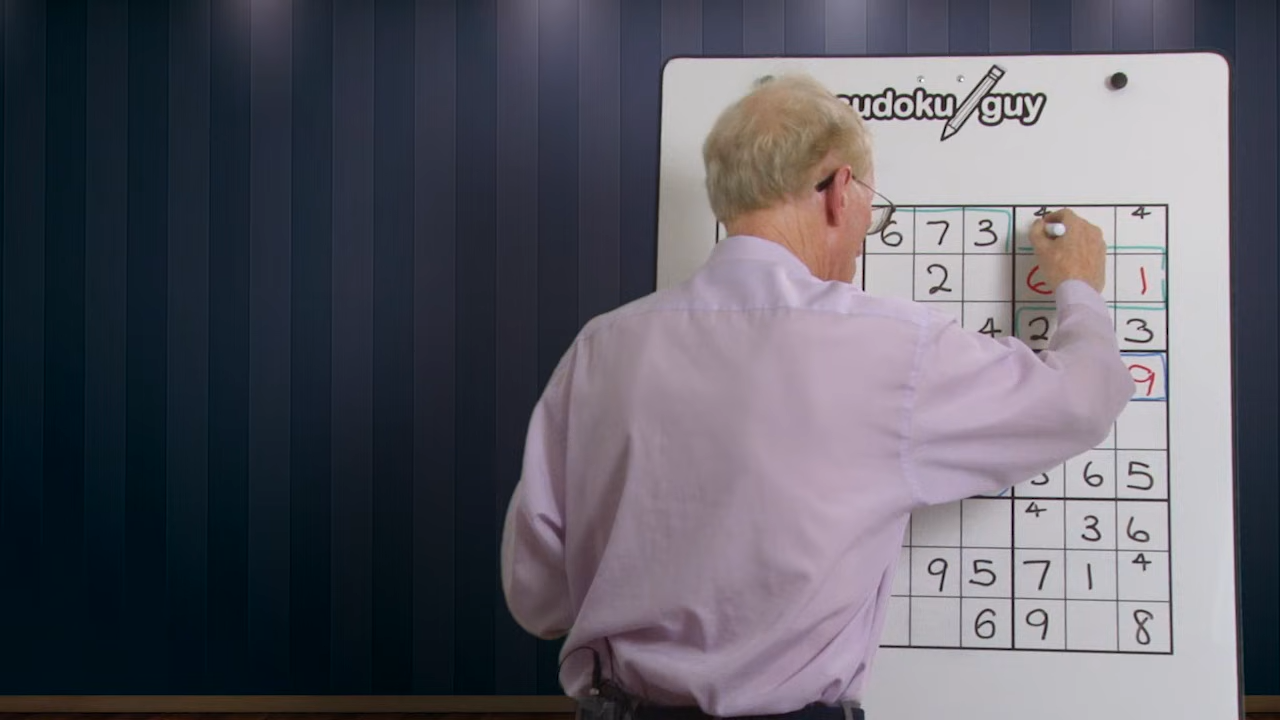 sudoku guy
6 7 3 4 4
2 6 1
4 2 3
9
3 6 5
4 3 6
9 5 7 1 4
6 9 8